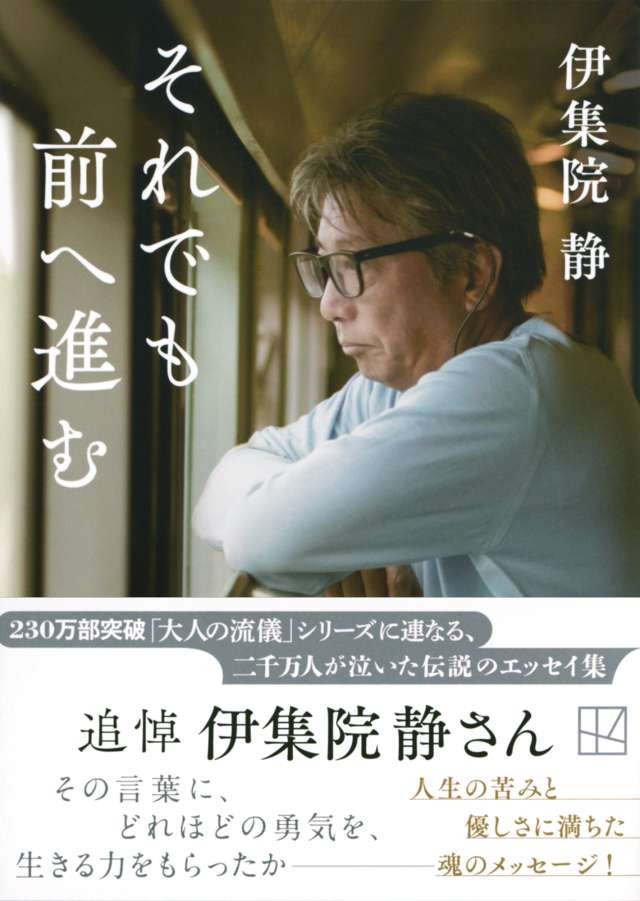 それでも
前へ進む
伊集院 静
230万部突破「大人の流儀」シリーズに連なる、
二千万人が泣いた伝説のエッセイ集
追悼 伊集院 静さん
その言葉に、
どれほどの勇気を、
生きる力をもらったか――
人生の苦みと
優しさに満ちた
魂のメッセージ！